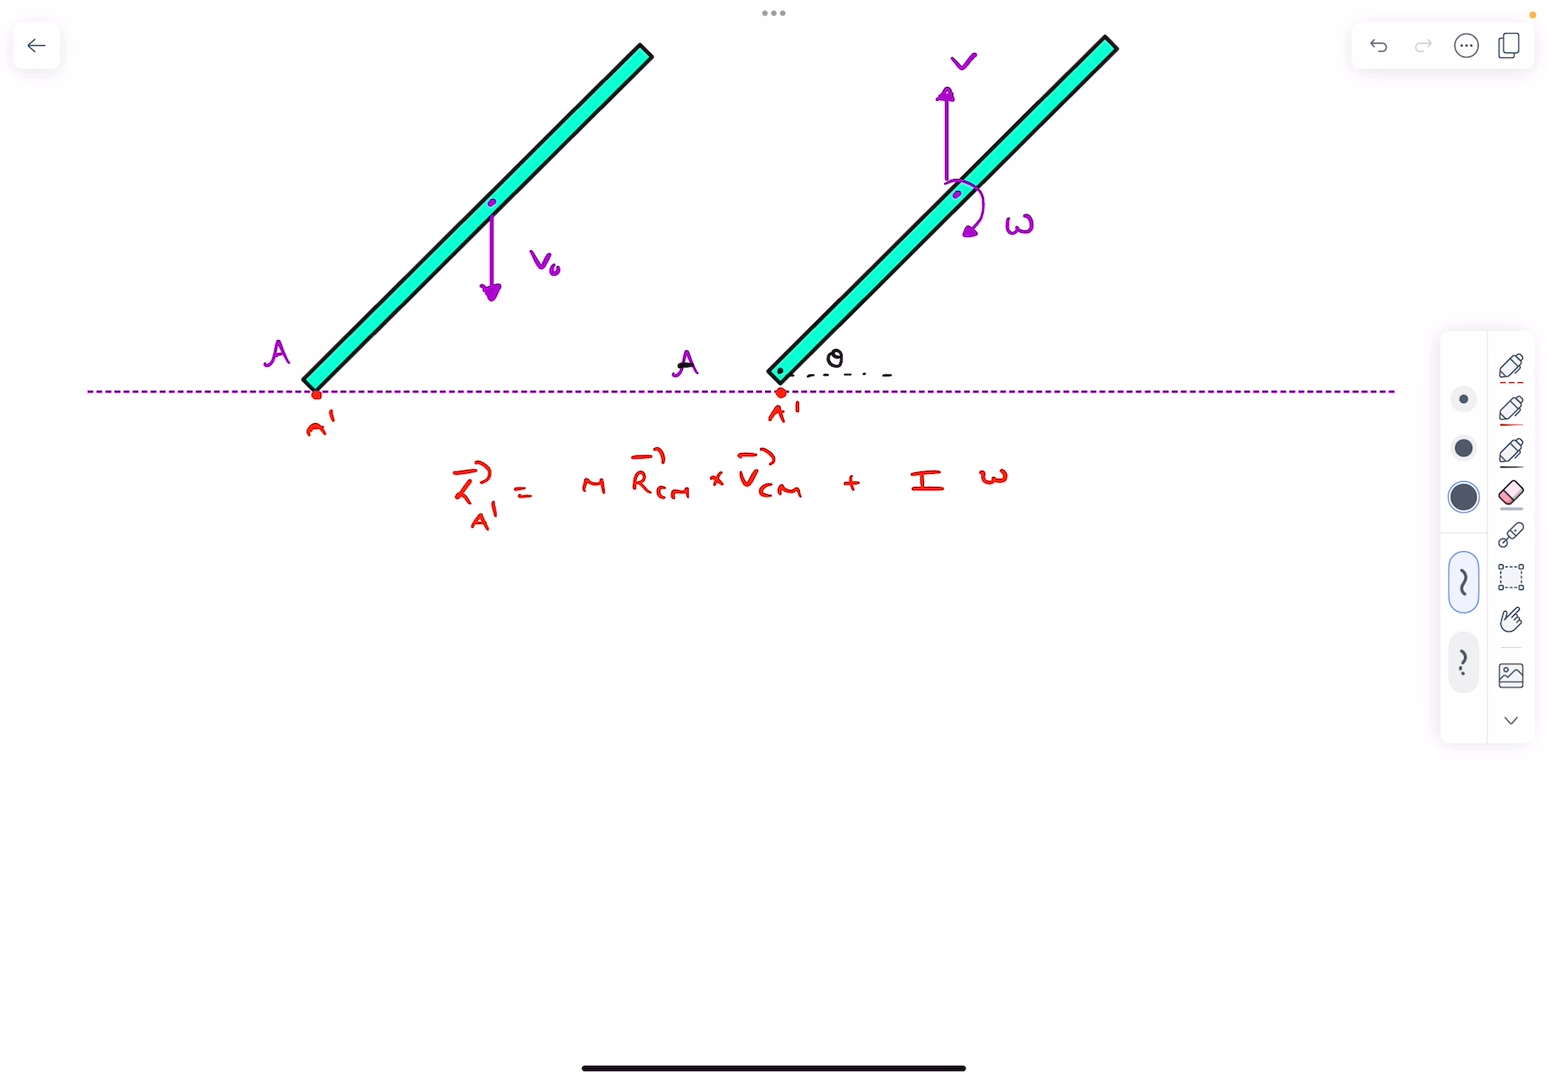 V
ω
V₀
A
A
θ
A'
A'
L⃗_A' = M R⃗_CM × V⃗_CM + I ω